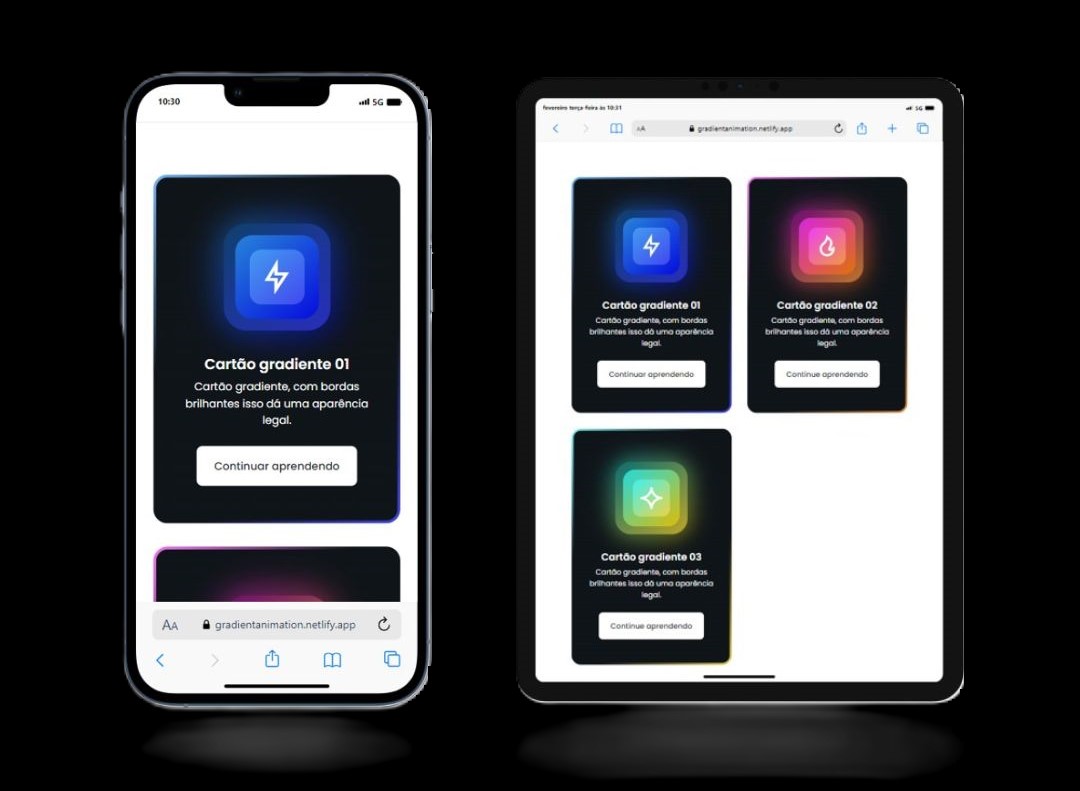 10:30
5G
Cartão gradiente 01
Cartão gradiente, com bordas
brilhantes isso dá uma aparência
legal.
Continuar aprendendo
AA
gradientanimation.netlify.app
fevereiro terça-feira às 10:31
5G
AA
gradientanimation.netlify.app
Cartão gradiente 01
Cartão gradiente, com bordas
brilhantes isso dá uma aparência
legal.
Continuar aprendendo
Cartão gradiente 02
Cartão gradiente, com bordas
brilhantes isso dá uma aparência
legal.
Continue aprendendo
Cartão gradiente 03
Cartão gradiente, com bordas
brilhantes isso dá uma aparência
legal.
Continue aprendendo